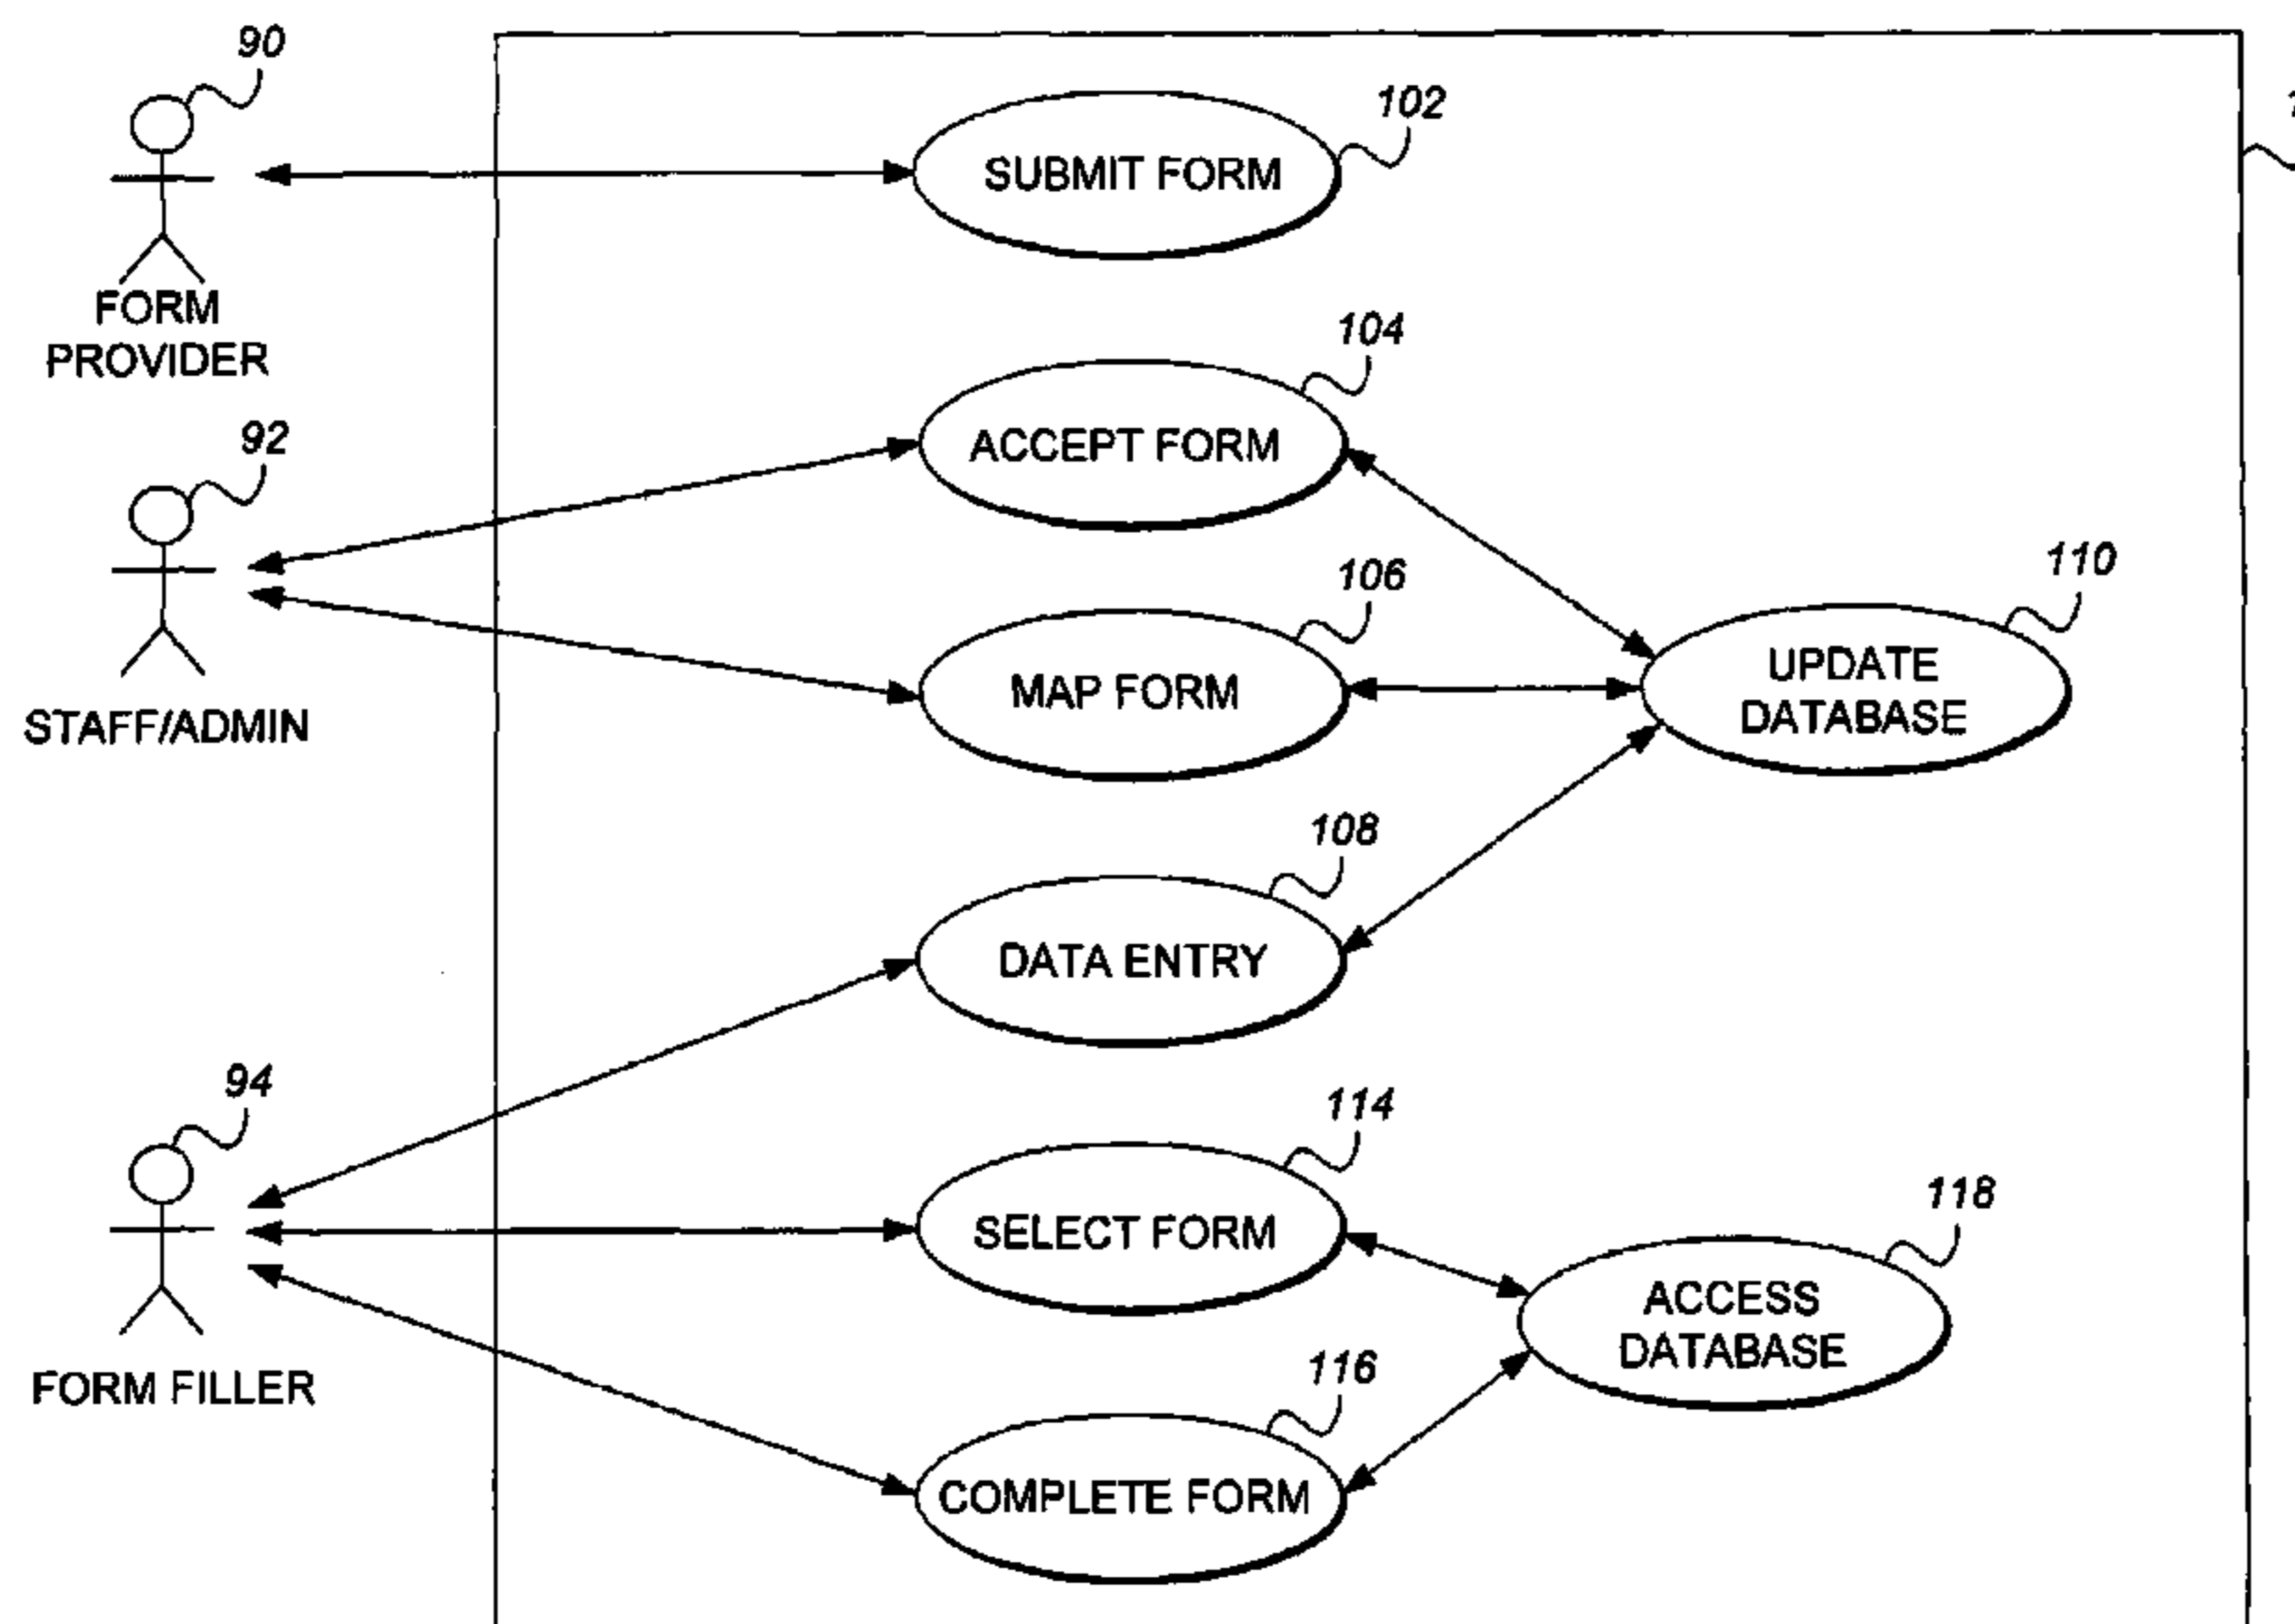 90
102
SUBMIT FORM
FORM
PROVIDER
104
92
ACCEPT FORM
106
110
UPDATE
DATABASE
MAP FORM
STAFF/ADMIN
108
DATA ENTRY
94
114
118
SELECT FORM
ACCESS
DATABASE
116
FORM FILLER
COMPLETE FORM